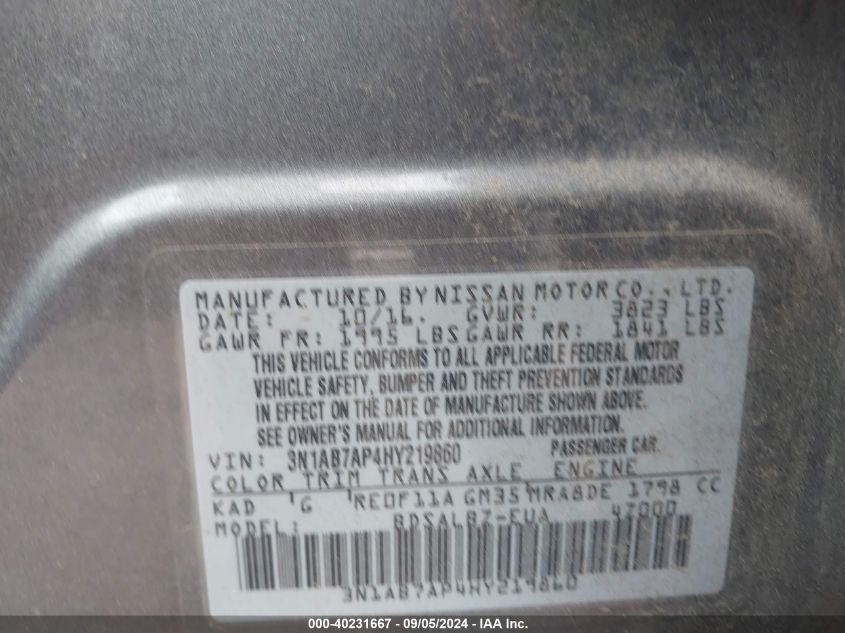 MANUFACTURED BY NISSAN MOTOR CO., LTD.
DATE: 10/16. GVWR: 3823 LBS
GAWR FR: 1995 LBS GAWR RR: 1841 LBS
THIS VEHICLE CONFORMS TO ALL APPLICABLE FEDERAL MOTOR
VEHICLE SAFETY, BUMPER AND THEFT PREVENTION STANDARDS
IN EFFECT ON THE DATE OF MANUFACTURE SHOWN ABOVE.
SEE OWNER'S MANUAL FOR ADDITIONAL INFORMATION.
VIN: 3N1AB7AP4HY219860 PASSENGER CAR.
COLOR TRIM TRANS AXLE ENGINE
KAD G RE0F11A GM35 MRA8DE 1798 CC
MODEL: BDSALBZ-EUA 47000
3N1AB7AP4HY219860
000-40231667 - 09/05/2024 - IAA Inc.